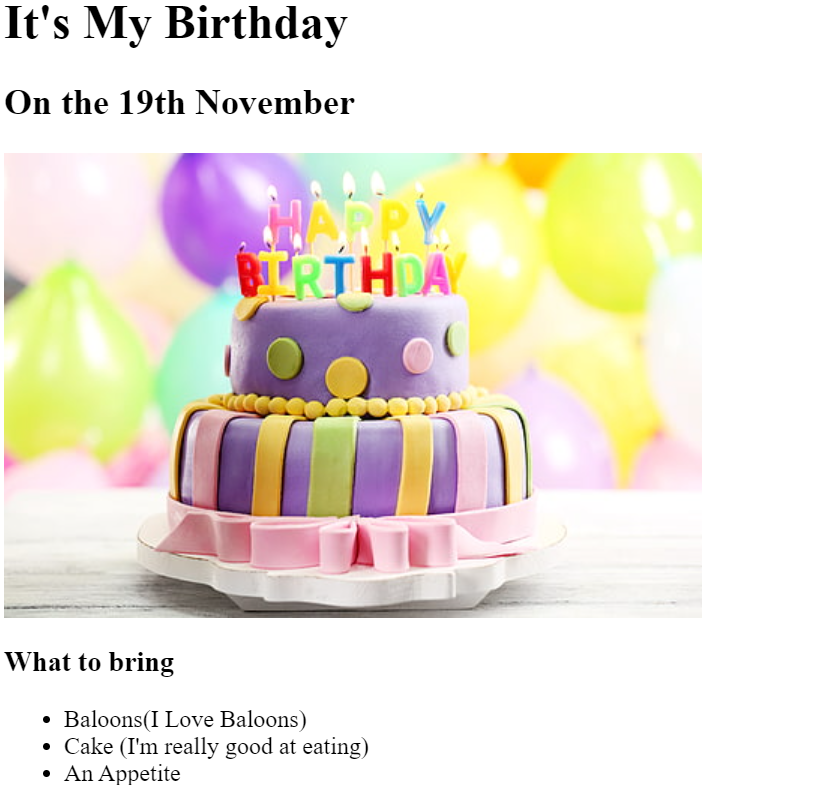 It's My Birthday
On the 19th November
HAPPY
BIRTHDAY
What to bring
Baloons(I Love Baloons)
Cake (I'm really good at eating)
An Appetite